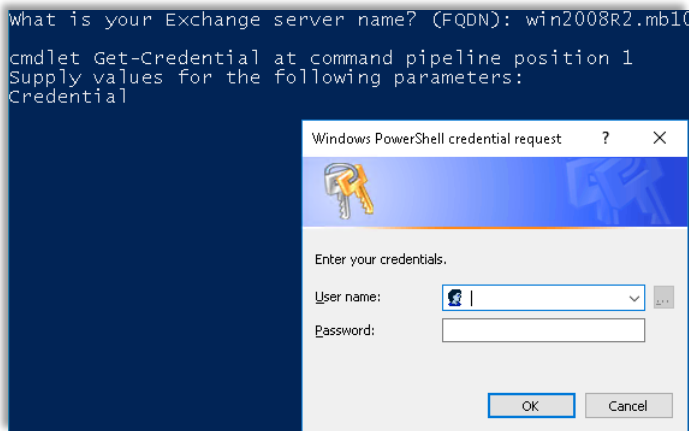 What is your Exchange server name? (FQDN): win2008R2.mb10
cmdlet Get-Credential at command pipeline position 1
Supply values for the following parameters:
Credential
Windows PowerShell credential request ?
Enter your credentials.
User name:
...
Password:
OK Cancel